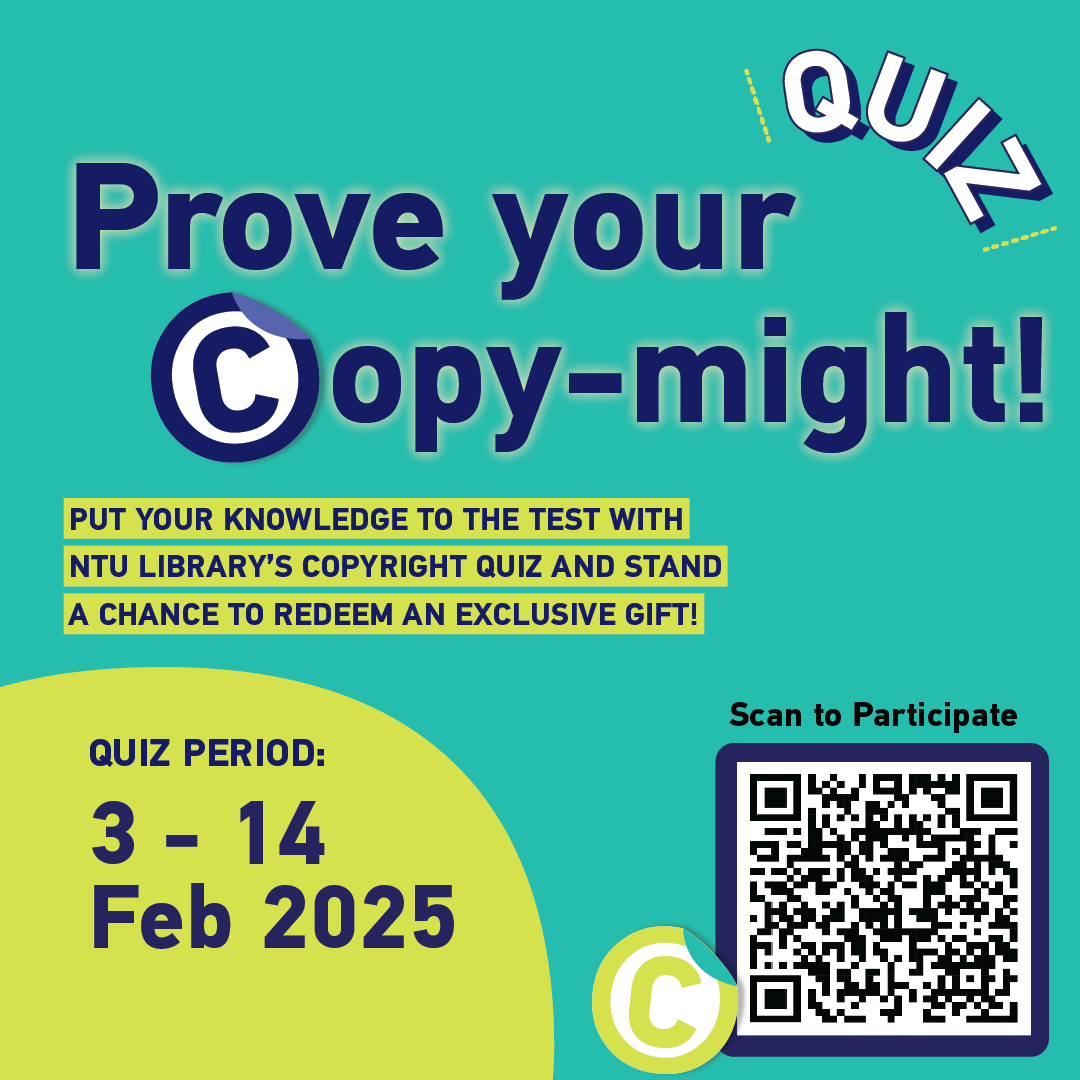 QUIZ
Prove your
Copy-might!
PUT YOUR KNOWLEDGE TO THE TEST WITH
NTU LIBRARY'S COPYRIGHT QUIZ AND STAND
A CHANCE TO REDEEM AN EXCLUSIVE GIFT!
QUIZ PERIOD:
3 - 14
Feb 2025
Scan to Participate
C